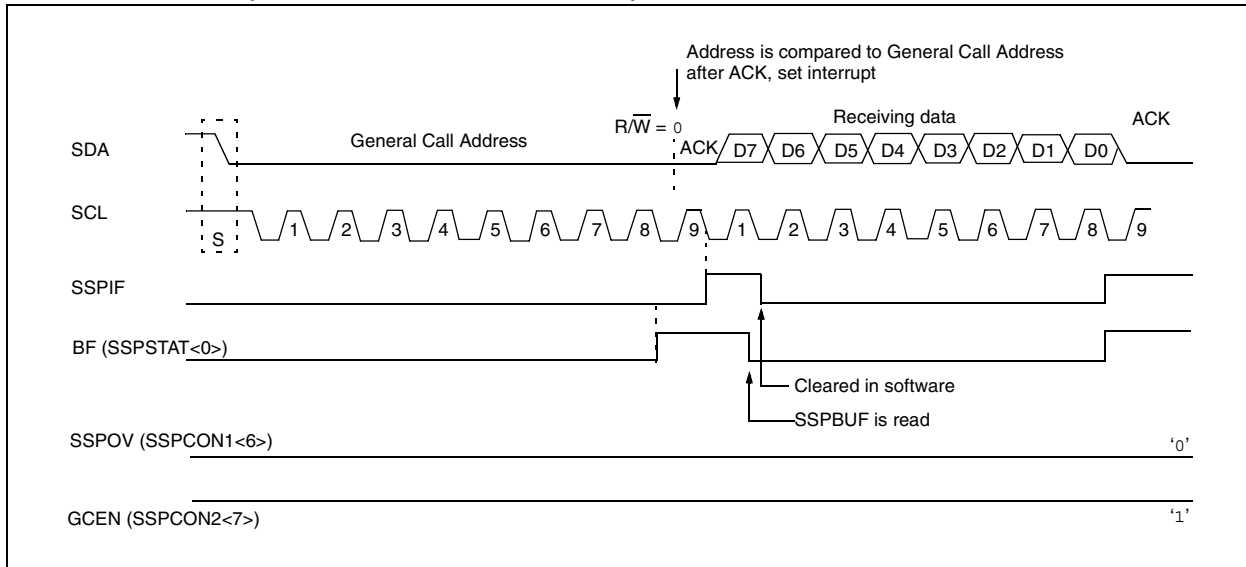 Address is compared to General Call Address
after ACK, set interrupt
R/W̅ = 0
Receiving data
ACK
SDA
General Call Address
ACK
D7 D6 D5 D4 D3 D2 D1 D0
SCL
S
1 2 3 4 5 6 7 8 9 1 2 3 4 5 6 7 8 9
SSPIF
BF (SSPSTAT<0>)
Cleared in software
SSPBUF is read
SSPOV (SSPCON1<6>)
‘0’
GCEN (SSPCON2<7>)
‘1’